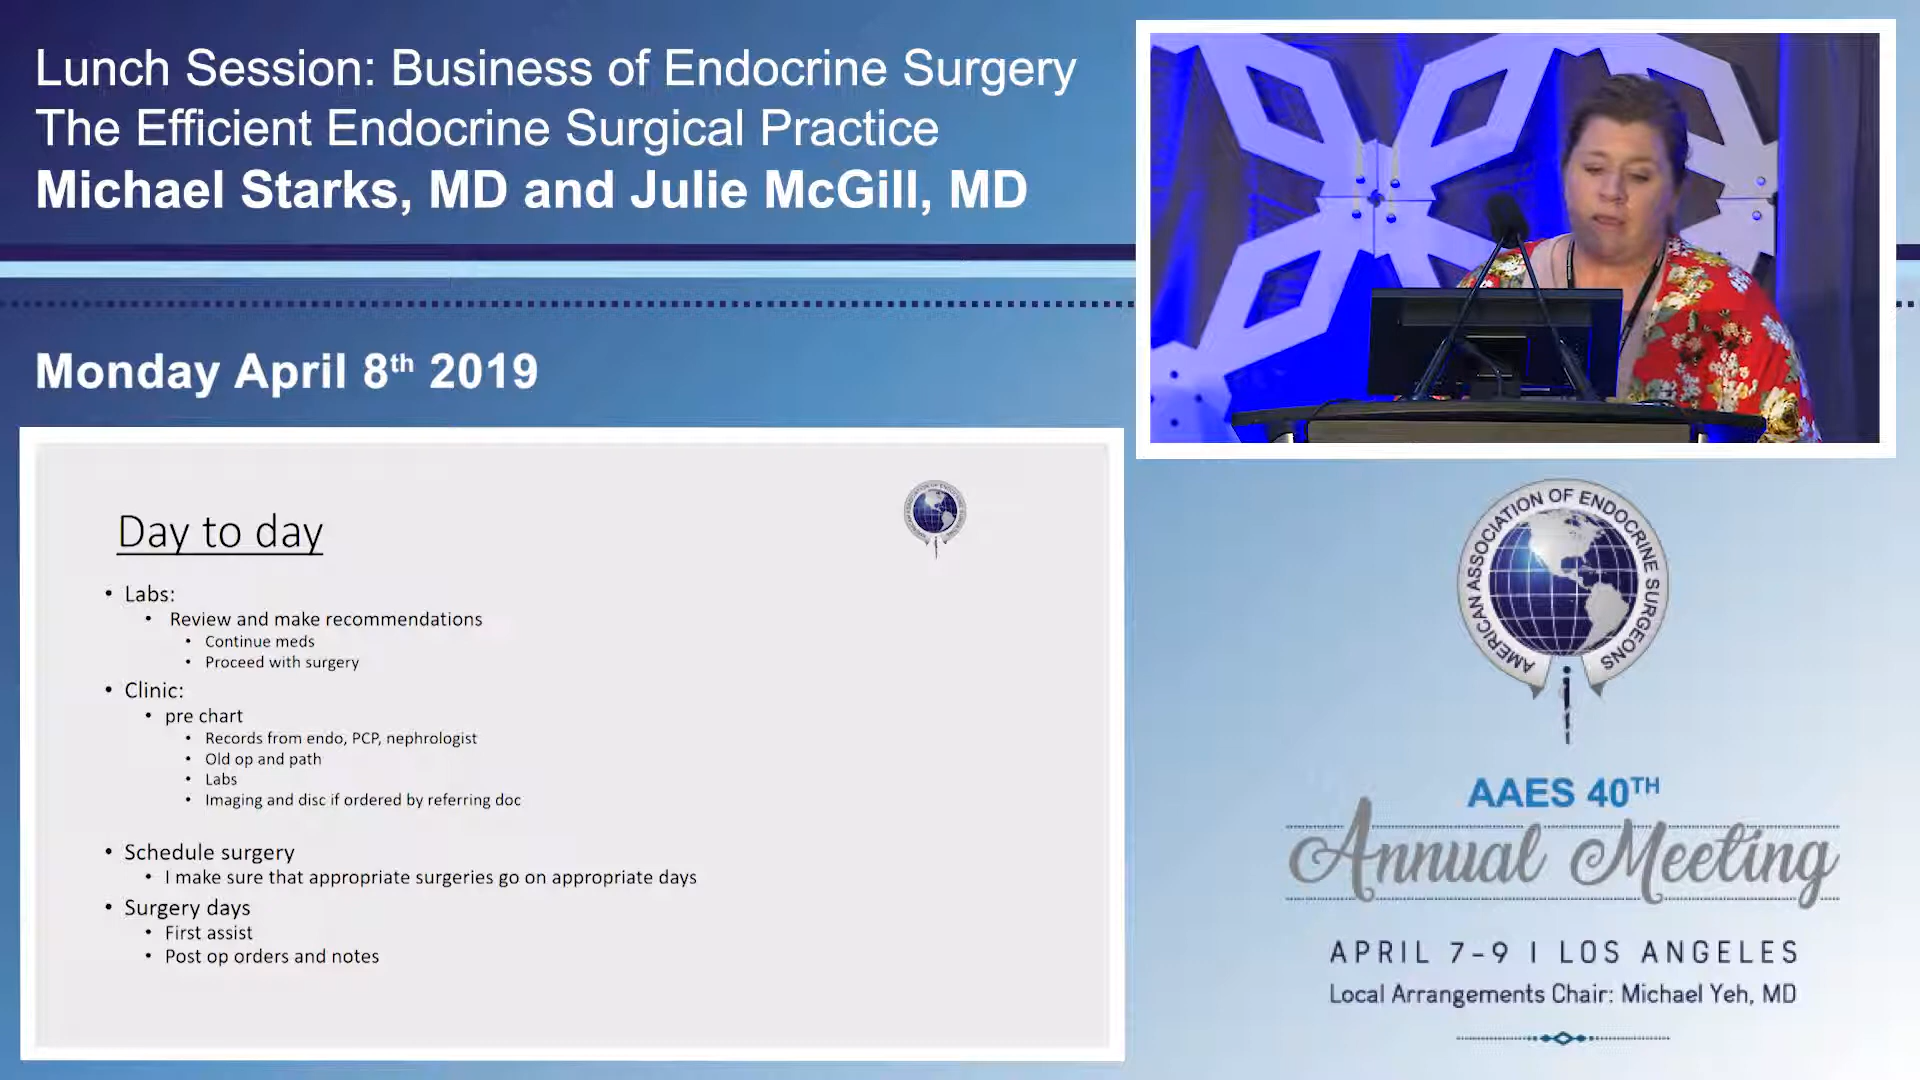 Lunch Session: Business of Endocrine Surgery
The Efficient Endocrine Surgical Practice
Michael Starks, MD and Julie McGill, MD
Monday April 8th 2019
Day to day
• Labs:
• Review and make recommendations
• Continue meds
• Proceed with surgery
• Clinic:
• pre chart
• Records from endo, PCP, nephrologist
• Old op and path
• Labs
• Imaging and disc if ordered by referring doc
• Schedule surgery
• I make sure that appropriate surgeries go on appropriate days
• Surgery days
• First assist
• Post op orders and notes
AMERICAN ASSOCIATION OF ENDOCRINE SURGEONS
AAES 40TH
Annual Meeting
APRIL 7-9 | LOS ANGELES
Local Arrangements Chair: Michael Yeh, MD